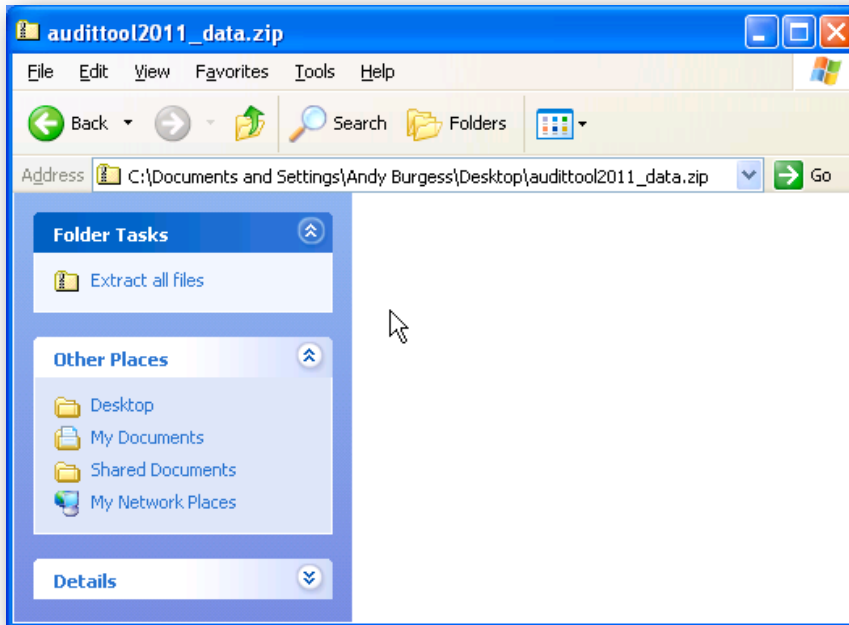 audittool2011_data.zip
File Edit View Favorites Tools Help
Back Search Folders
Address C:\Documents and Settings\Andy Burgess\Desktop\audittool2011_data.zip Go
Folder Tasks
Extract all files
Other Places
Desktop
My Documents
Shared Documents
My Network Places
Details